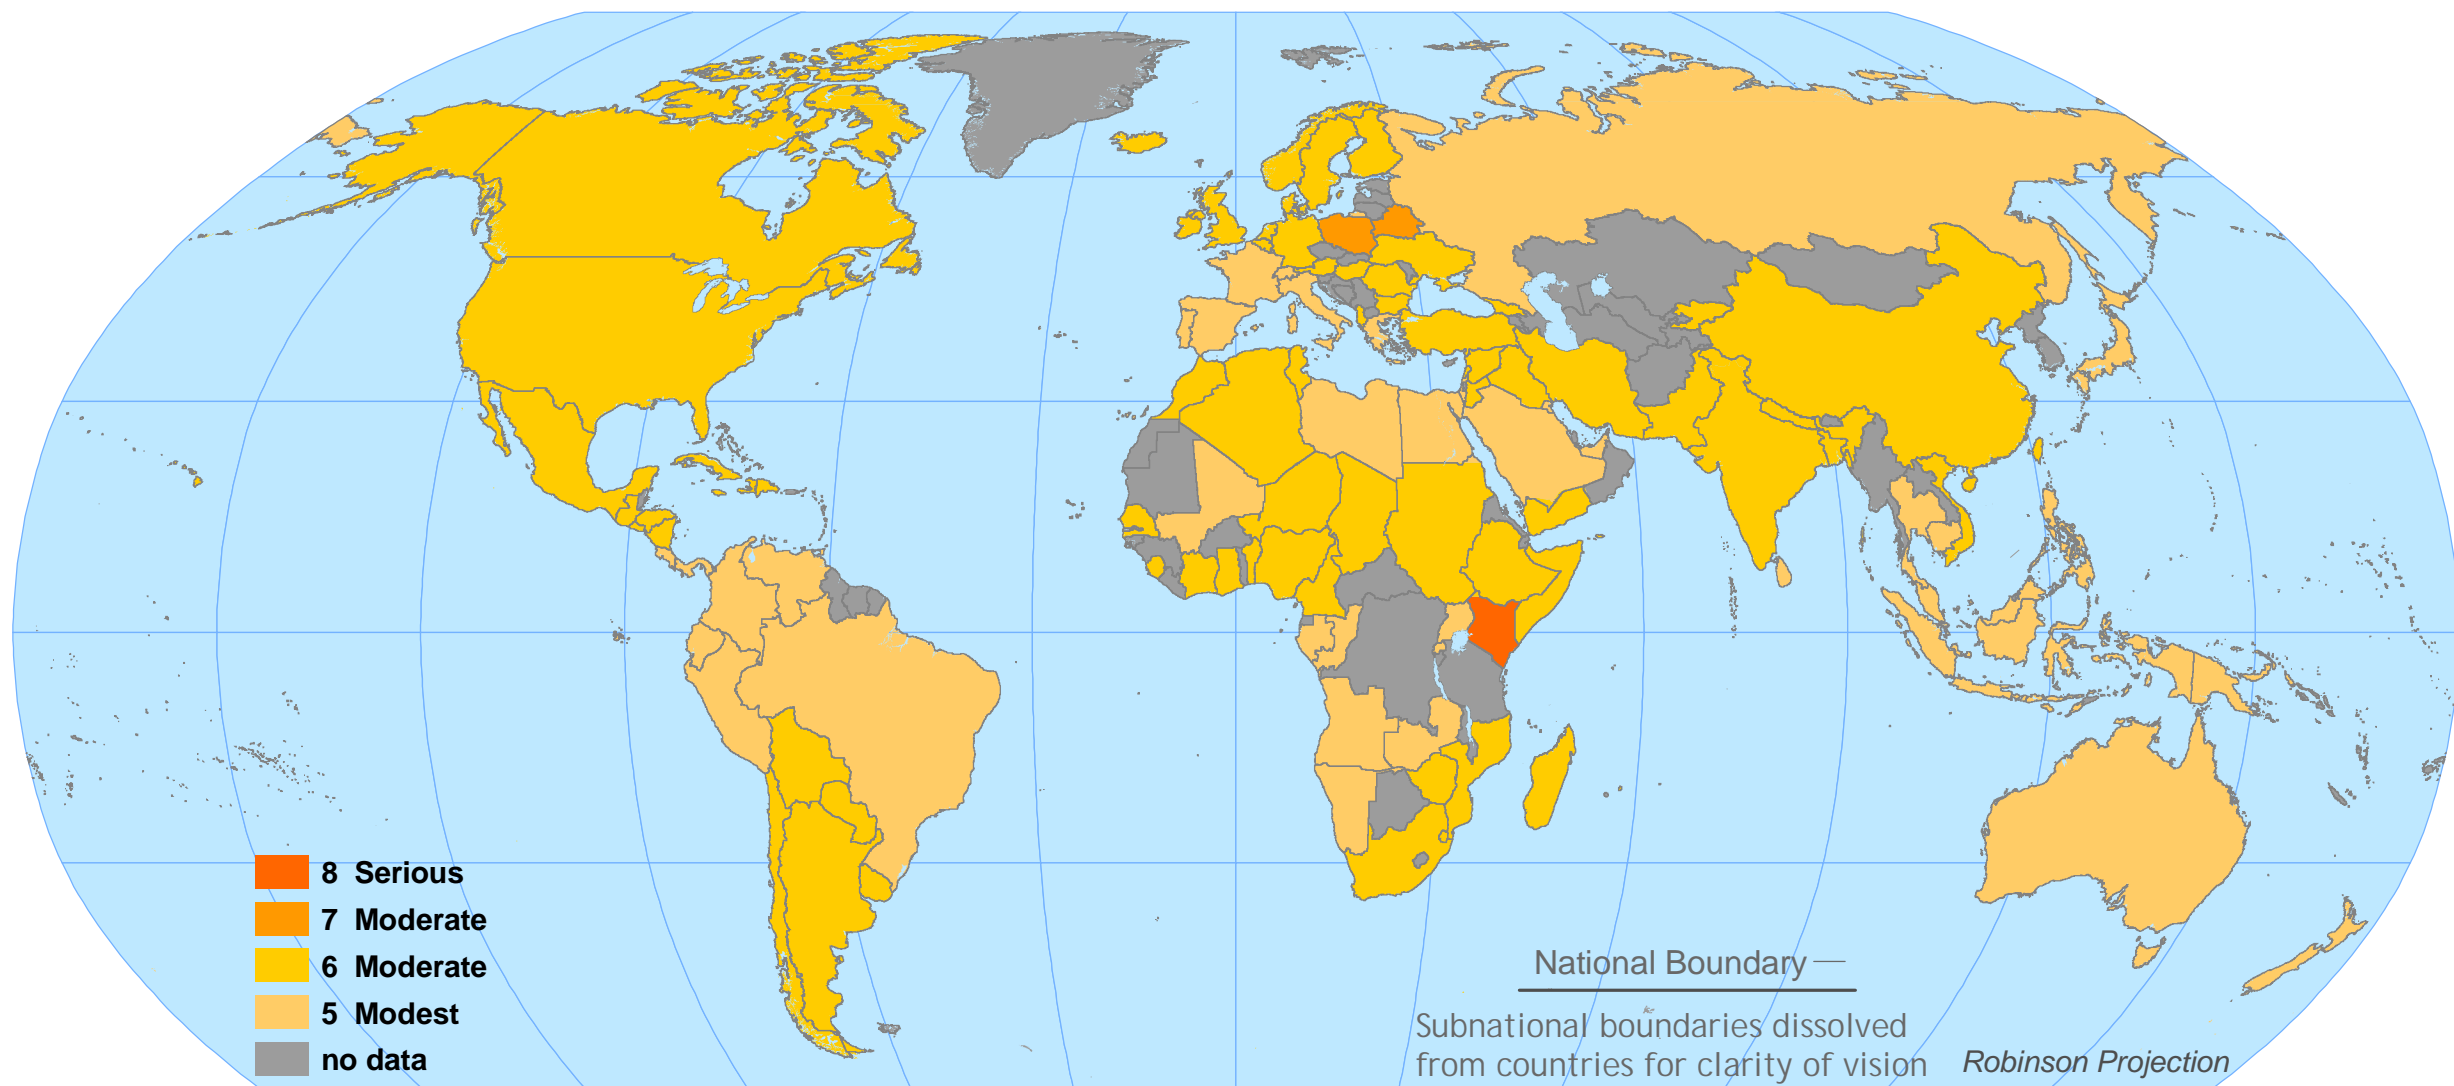 8 Serious
7 Moderate
6 Moderate
5 Modest
no data
National Boundary
Subnational boundaries dissolved
from countries for clarity of vision
Robinson Projection